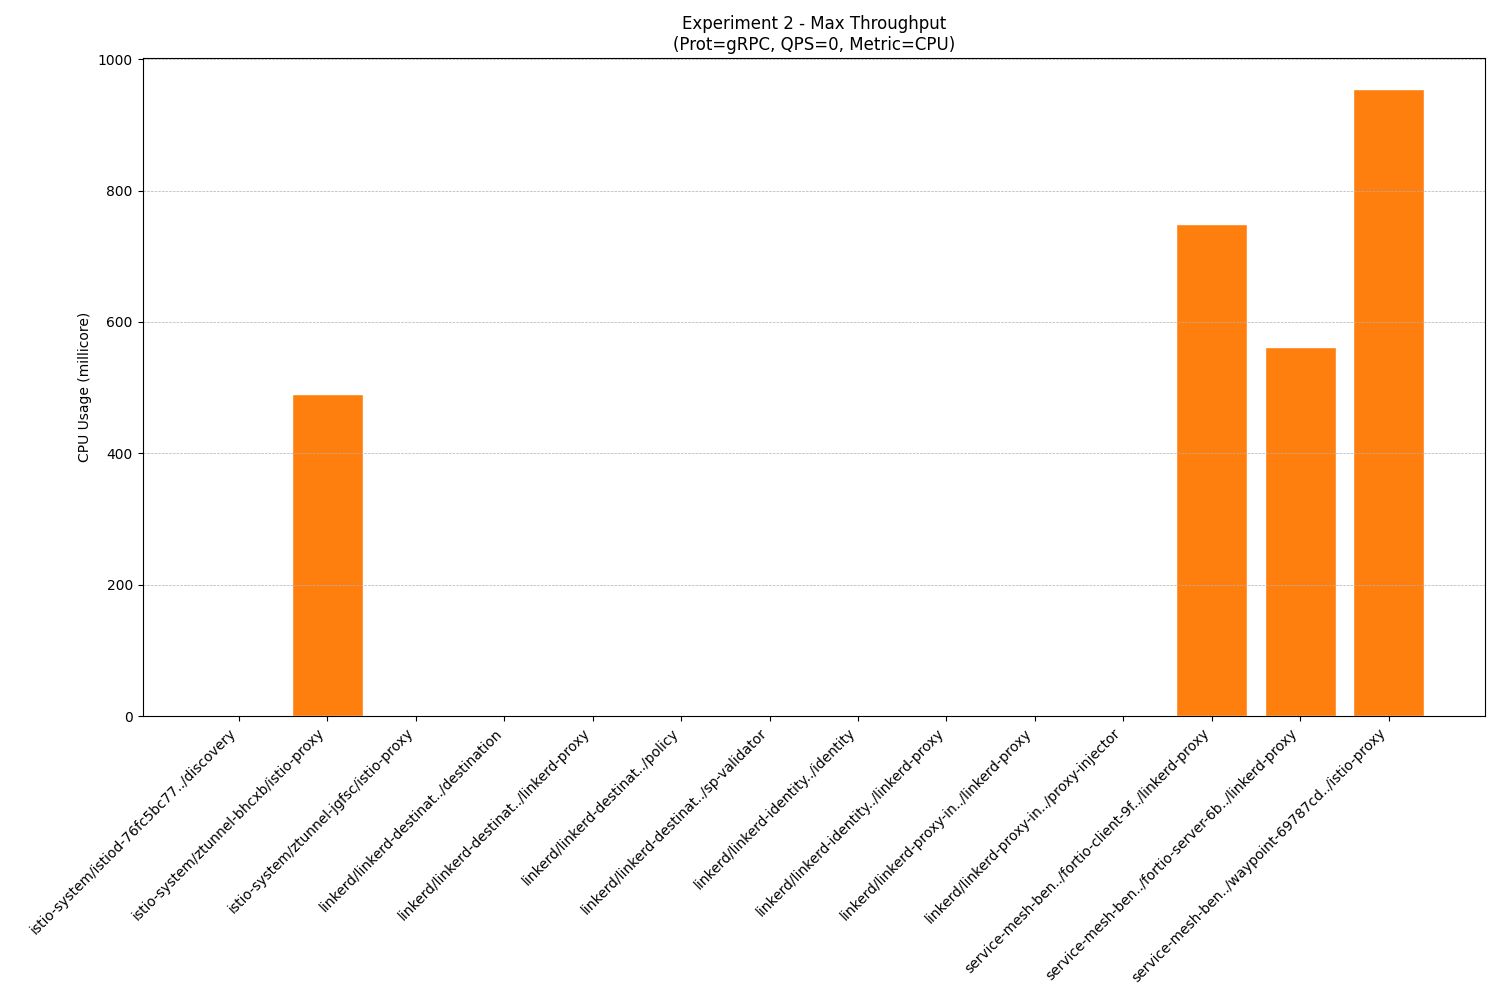 Experiment 2 - Max Throughput
(Prot=gRPC, QPS=0, Metric=CPU)
CPU Usage (millicore)
1000
800
600
400
200
0
istio-system/istiod-76fc5bc77../discovery
istio-system/ztunnel-bhcxb/istio-proxy
istio-system/ztunnel-jgfsc/istio-proxy
linkerd/linkerd-destinat../destination
linkerd/linkerd-destinat../linkerd-proxy
linkerd/linkerd-destinat../policy
linkerd/linkerd-destinat../sp-validator
linkerd/linkerd-identity../identity
linkerd/linkerd-identity../linkerd-proxy
linkerd/linkerd-proxy-in../linkerd-proxy
linkerd/linkerd-proxy-in../proxy-injector
service-mesh-ben../fortio-client-9f../linkerd-proxy
service-mesh-ben../fortio-server-6b../linkerd-proxy
service-mesh-ben../waypoint-69787cd../istio-proxy